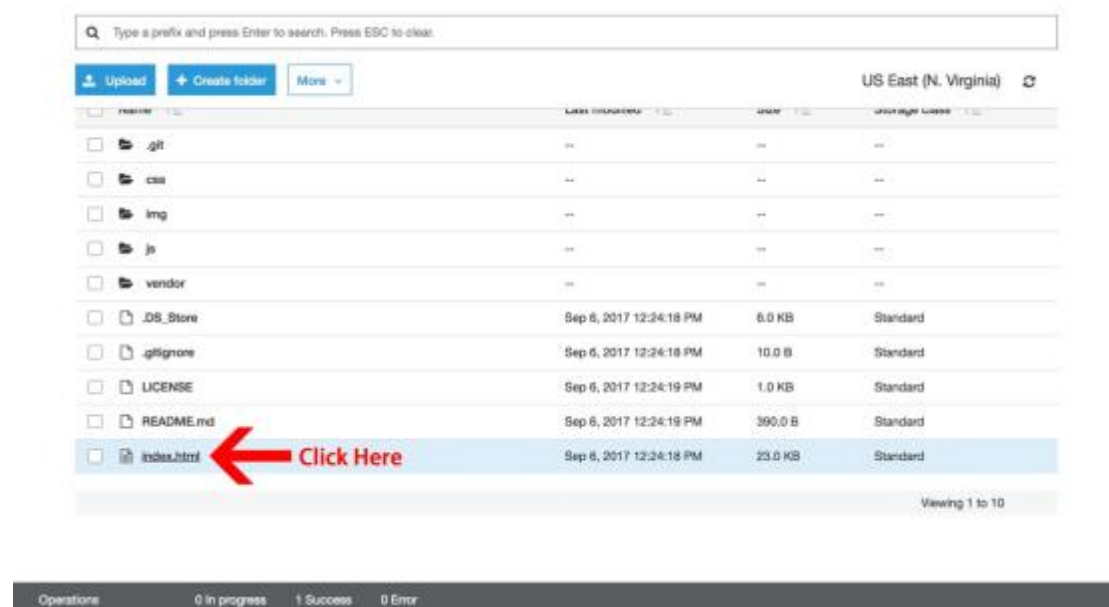 Type a prefix and press Enter to search. Press ESC to clear.
Upload + Create folder More US East (N. Virginia)
Name Last modified Size Storage Class
.git -- -- --
css -- -- --
img -- -- --
js -- -- --
vendor -- -- --
.DS_Store Sep 6, 2017 12:24:18 PM 6.0 KB Standard
.gitignore Sep 6, 2017 12:24:18 PM 10.0 B Standard
LICENSE Sep 6, 2017 12:24:19 PM 1.0 KB Standard
README.md Sep 6, 2017 12:24:19 PM 390.0 B Standard
index.html Click Here Sep 6, 2017 12:24:18 PM 23.0 KB Standard
Viewing 1 to 10
Operations 0 In progress 1 Success 0 Error